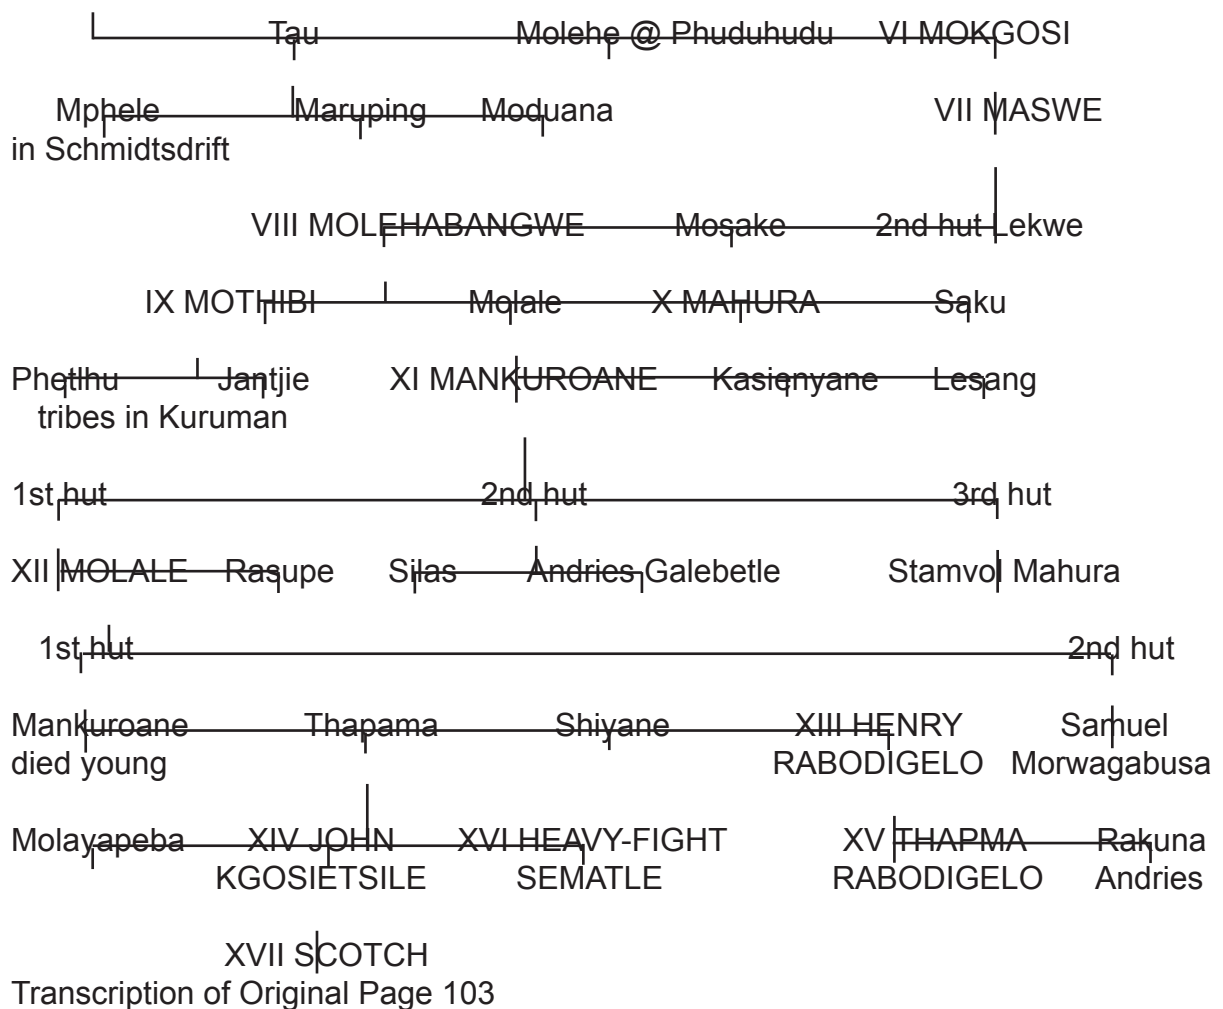 Tau Molehe @ Phuduhudu VI MOKGOSI
Mphele Maruping Moduana VII MASWE
in Schmidtsdrift
VIII MOLEHABANGWE Mosake 2nd hut Lekwe
IX MOTHIBI Molale X MAHURA Saku
Phetlhu Jantjie XI MANKUROANE Kasienyane Lesang
tribes in Kuruman
1st hut 2nd hut 3rd hut
XII MOLALE Rasupe Silas Andries Galebetle Stamvol Mahura
1st hut 2nd hut
Mankuroane Thapama Shiyane XIII HENRY Samuel
died young RABODIGELO Morwagabusa
Molayapeba XIV JOHN XVI HEAVY-FIGHT XV THAPMA Rakuna
KGOSIETSILE SEMATLE RABODIGELO Andries
XVII SCOTCH
Transcription of Original Page 103